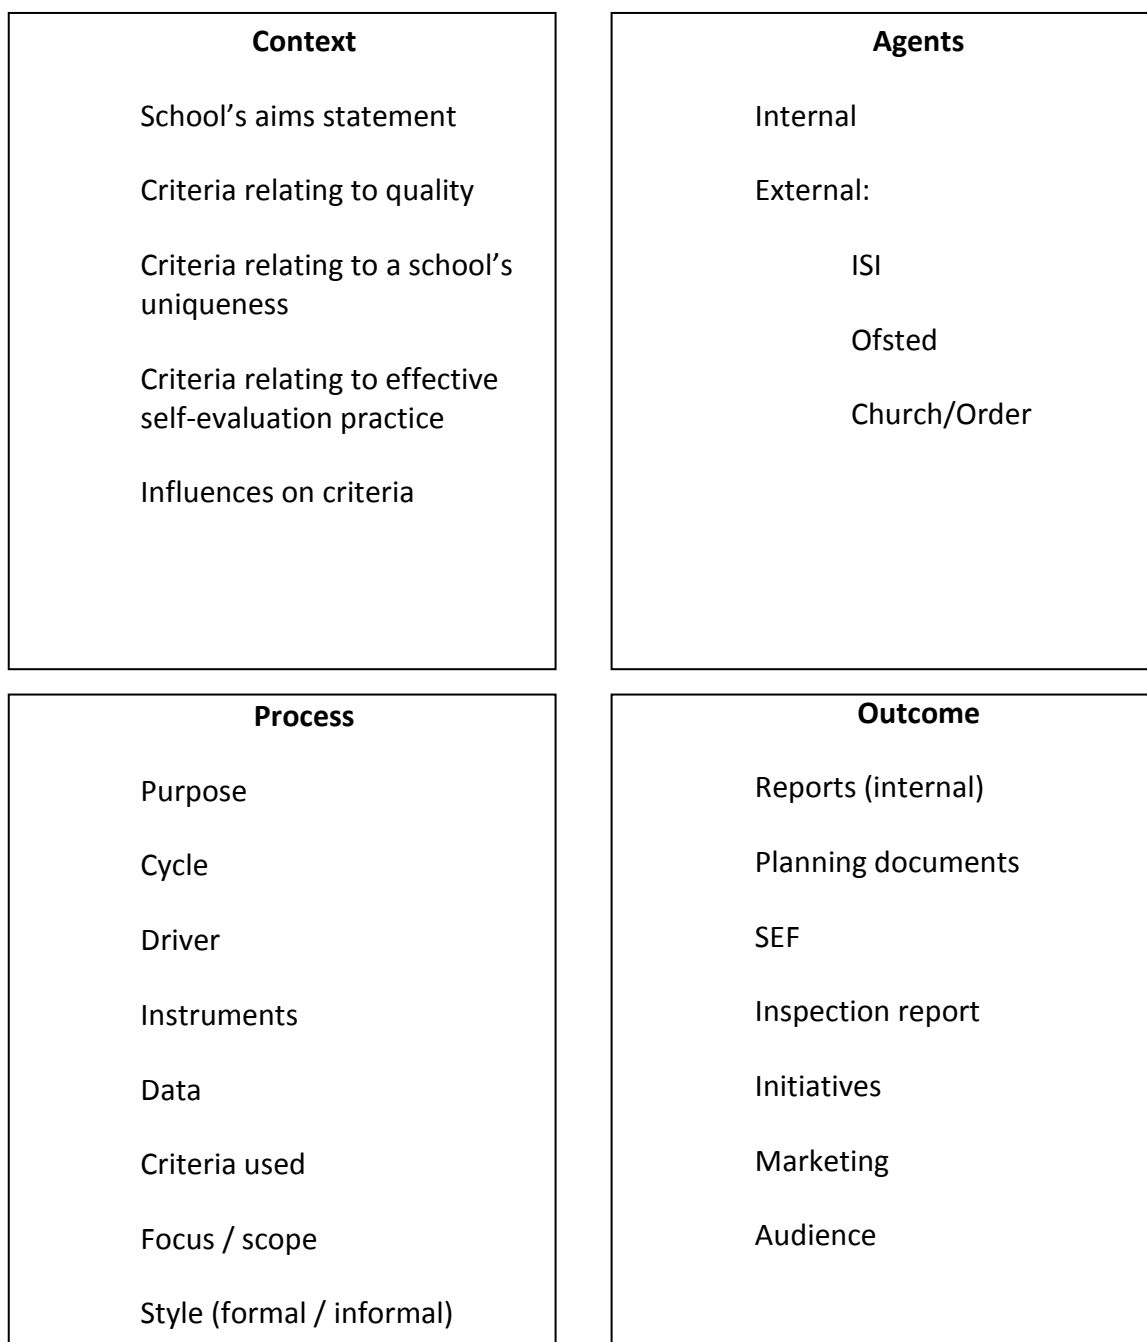 Context
School’s aims statement
Criteria relating to quality
Criteria relating to a school’s
uniqueness
Criteria relating to effective
self-evaluation practice
Influences on criteria
Agents
Internal
External:
ISI
Ofsted
Church/Order
Process
Purpose
Cycle
Driver
Instruments
Data
Criteria used
Focus / scope
Style (formal / informal)
Outcome
Reports (internal)
Planning documents
SEF
Inspection report
Initiatives
Marketing
Audience